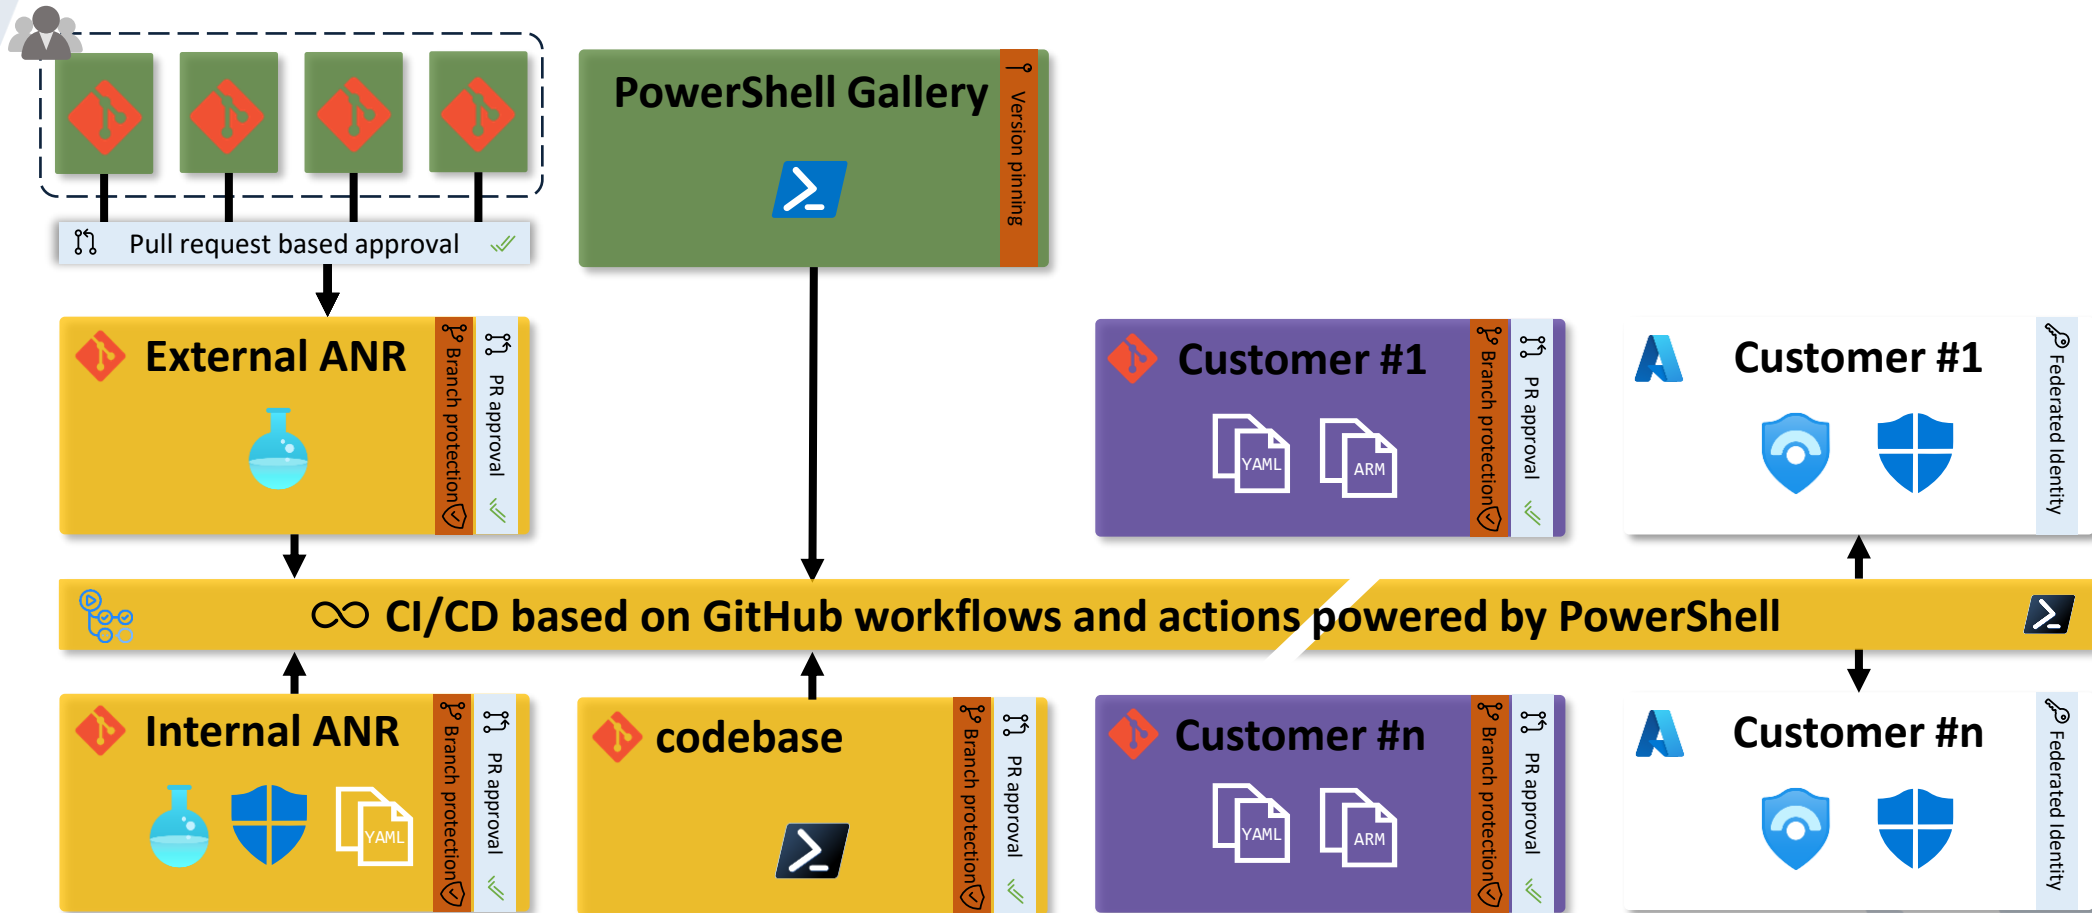 PowerShell Gallery
Version pinning
Pull request based approval
External ANR
Branch protection
PR approval
Customer #1
YAML
ARM
Branch protection
PR approval
Customer #1
Federated Identity
CI/CD based on GitHub workflows and actions powered by PowerShell
Internal ANR
YAML
Branch protection
PR approval
codebase
Branch protection
PR approval
Customer #n
YAML
ARM
Branch protection
PR approval
Customer #n
Federated Identity